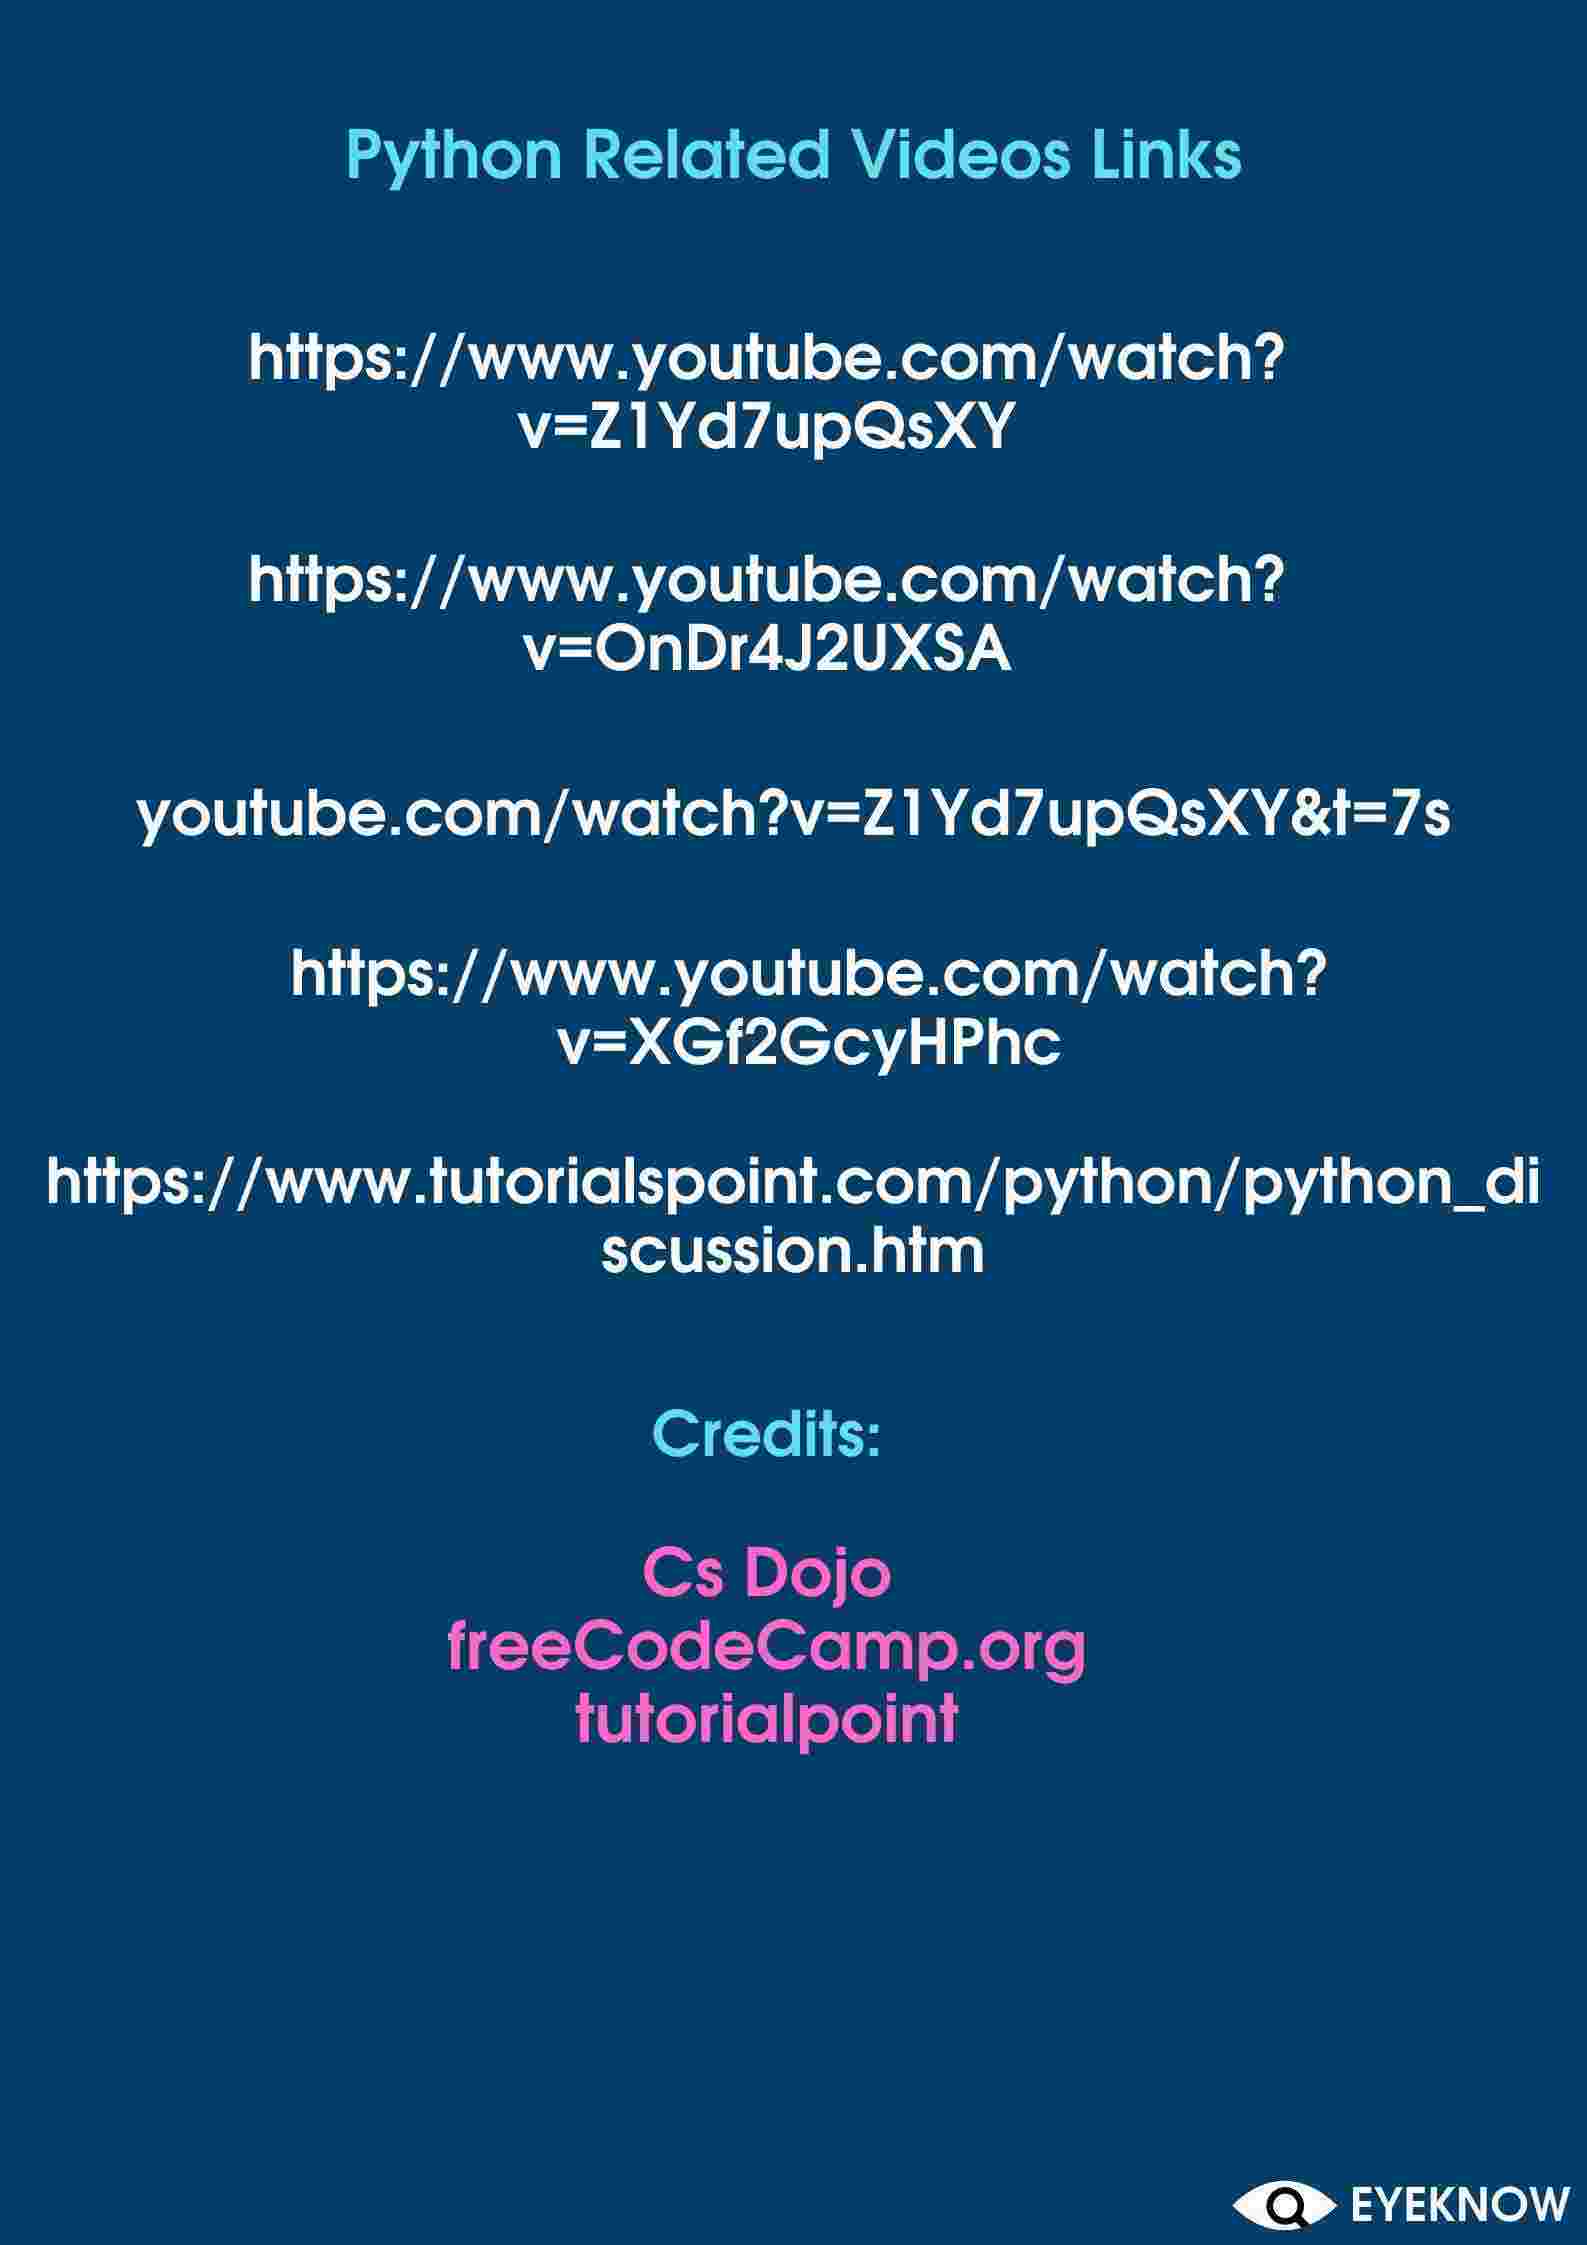 Python Related Videos Links
https://www.youtube.com/watch?
v=Z1Yd7upQsXY
https://www.youtube.com/watch?
v=OnDr4J2UXSA
youtube.com/watch?v=Z1Yd7upQsXY&t=7s
https://www.youtube.com/watch?
v=XGf2GcyHPhc
https://www.tutorialspoint.com/python/python_di
scussion.htm
Credits:
Cs Dojo
freeCodeCamp.org
tutorialpoint
EYEKNOW